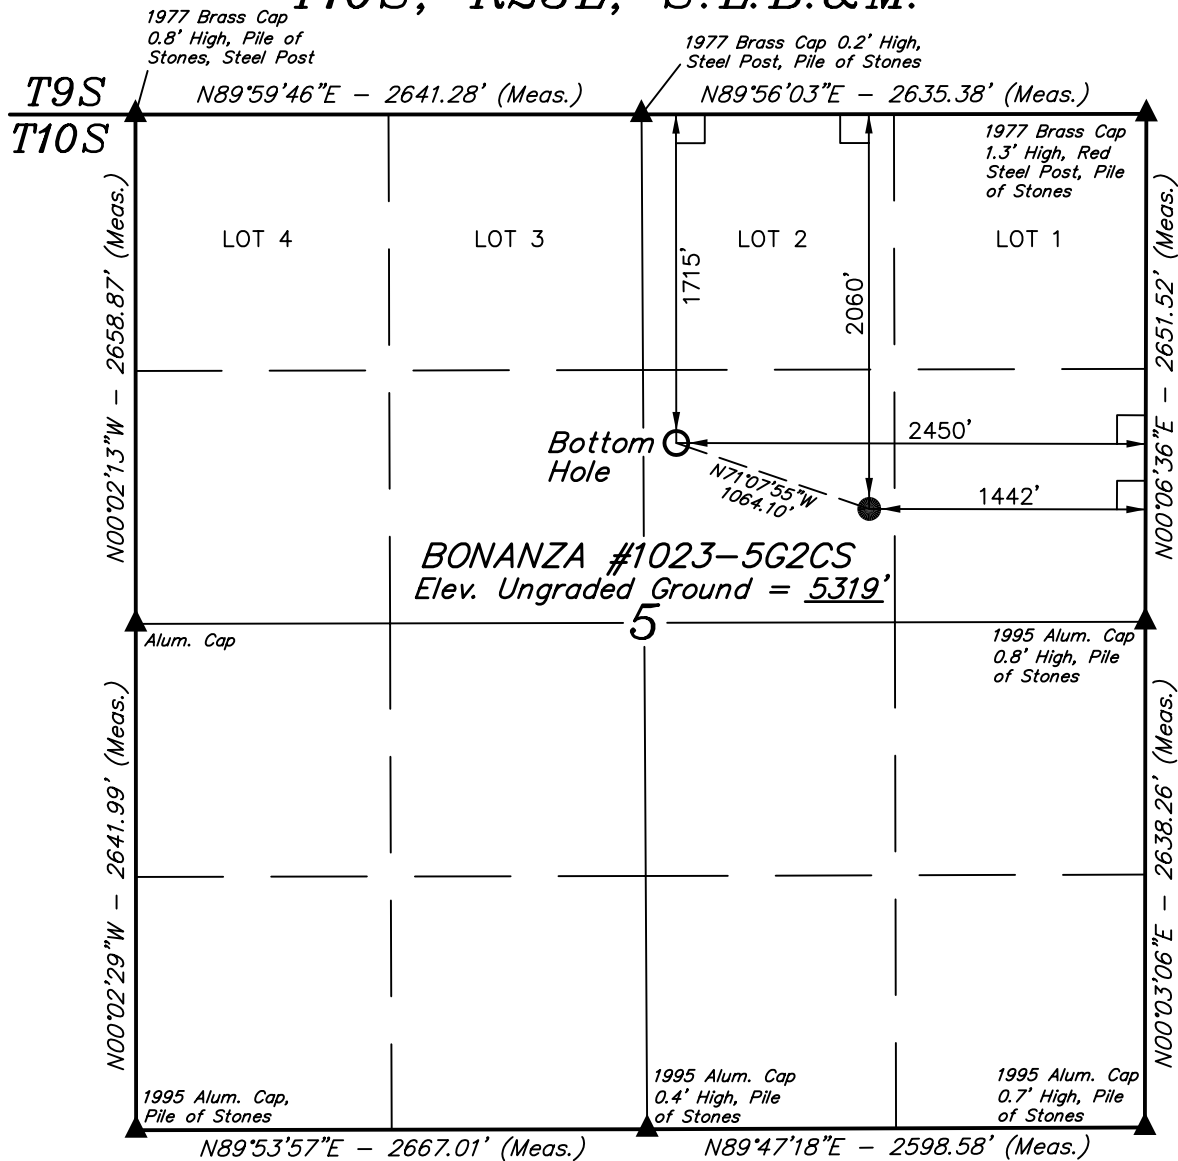 T10S, R23E, S.L.B.&M.
1977 Brass Cap
0.8' High, Pile of
Stones, Steel Post
1977 Brass Cap 0.2' High,
Steel Post, Pile of Stones
T9S
T10S
N89°59'46"E - 2641.28' (Meas.)
N89°56'03"E - 2635.38' (Meas.)
1977 Brass Cap
1.3' High, Red
Steel Post, Pile
of Stones
LOT 4
LOT 3
LOT 2
LOT 1
N00°02'13"W - 2658.87' (Meas.)
1715'
2060'
N00°06'36"E - 2651.52' (Meas.)
Bottom
Hole
2450'
N71°07'55"W
1064.10'
1442'
BONANZA #1023-5G2CS
Elev. Ungraded Ground = 5319'
5
Alum. Cap
1995 Alum. Cap
0.8' High, Pile
of Stones
N00°02'29"W - 2641.99' (Meas.)
N00°03'06"E - 2638.26' (Meas.)
1995 Alum. Cap,
Pile of Stones
1995 Alum. Cap
0.4' High, Pile
of Stones
1995 Alum. Cap
0.7' High, Pile
of Stones
N89°53'57"E - 2667.01' (Meas.)
N89°47'18"E - 2598.58' (Meas.)